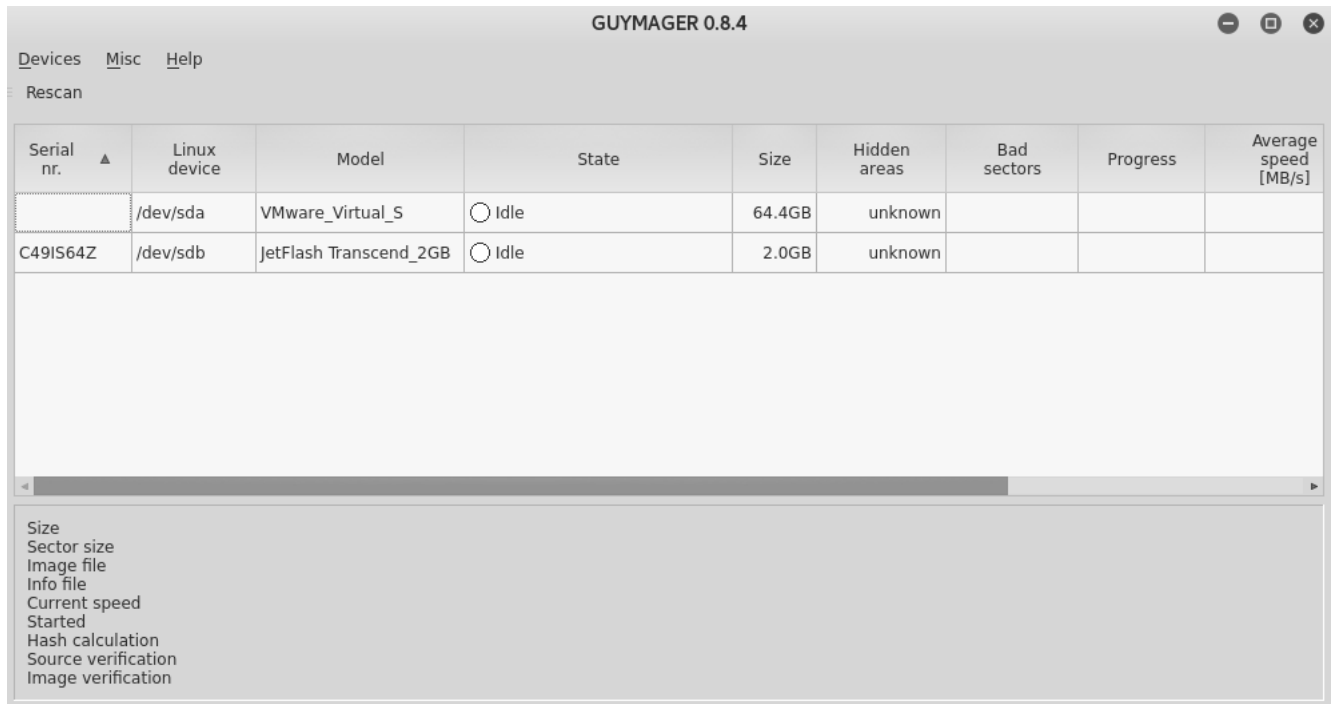 GUYMAGER 0.8.4
Devices Misc Help
Rescan
Serial nr. Linux device Model State Size Hidden areas Bad sectors Progress Average speed [MB/s]
/dev/sda VMware_Virtual_S Idle 64.4GB unknown
C49IS64Z /dev/sdb JetFlash Transcend_2GB Idle 2.0GB unknown
Size
Sector size
Image file
Info file
Current speed
Started
Hash calculation
Source verification
Image verification